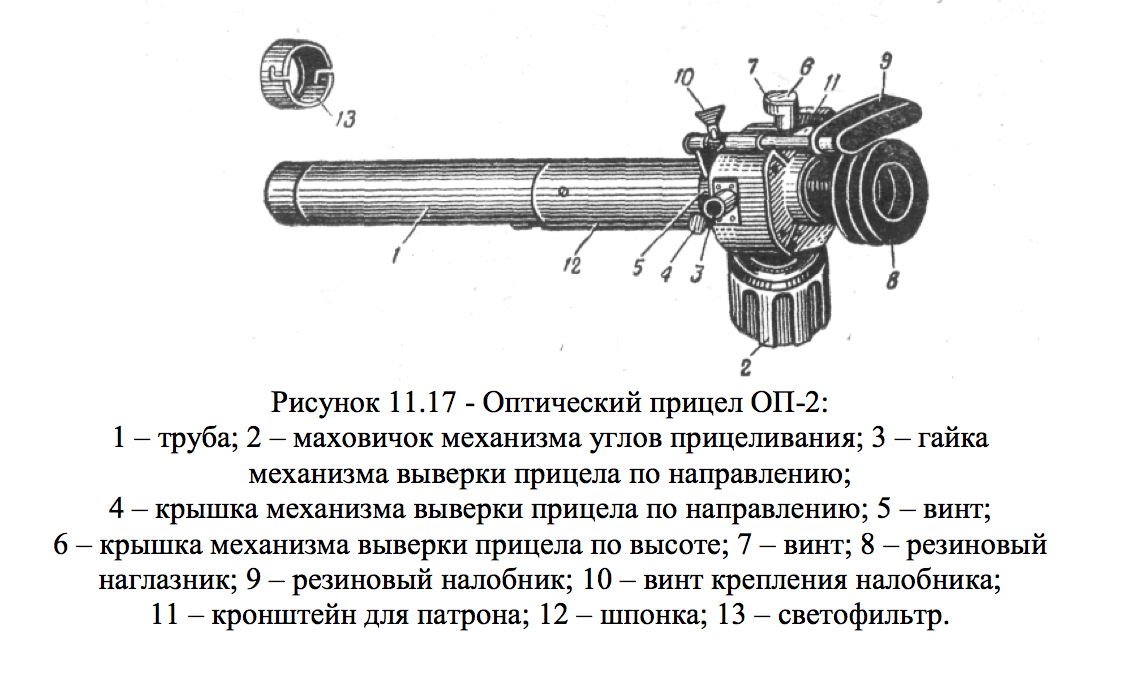 13
10
7
6
11
9
1
12
5
4
3
8
2
Рисунок 11.17 - Оптический прицел ОП-2:
1 – труба; 2 – маховичок механизма углов прицеливания; 3 – гайка
механизма выверки прицела по направлению;
4 – крышка механизма выверки прицела по направлению; 5 – винт;
6 – крышка механизма выверки прицела по высоте; 7 – винт; 8 – резиновый
наглазник; 9 – резиновый налобник; 10 – винт крепления налобника;
11 – кронштейн для патрона; 12 – шпонка; 13 – светофильтр.